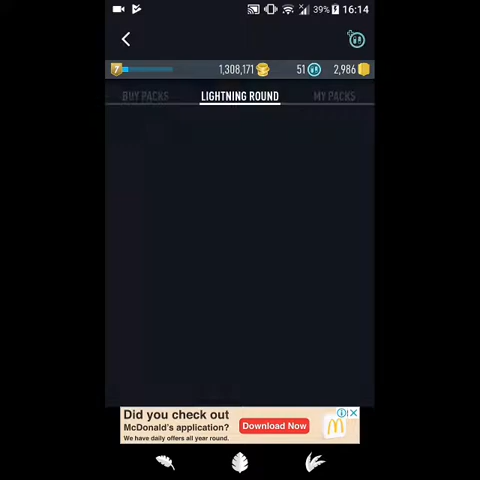 39% 16:14
7 1,308,171 51 2,986
BUY PACKS LIGHTNING ROUND MY PACKS
Did you check out
McDonald's application?
We have daily offers all year round.
Download Now